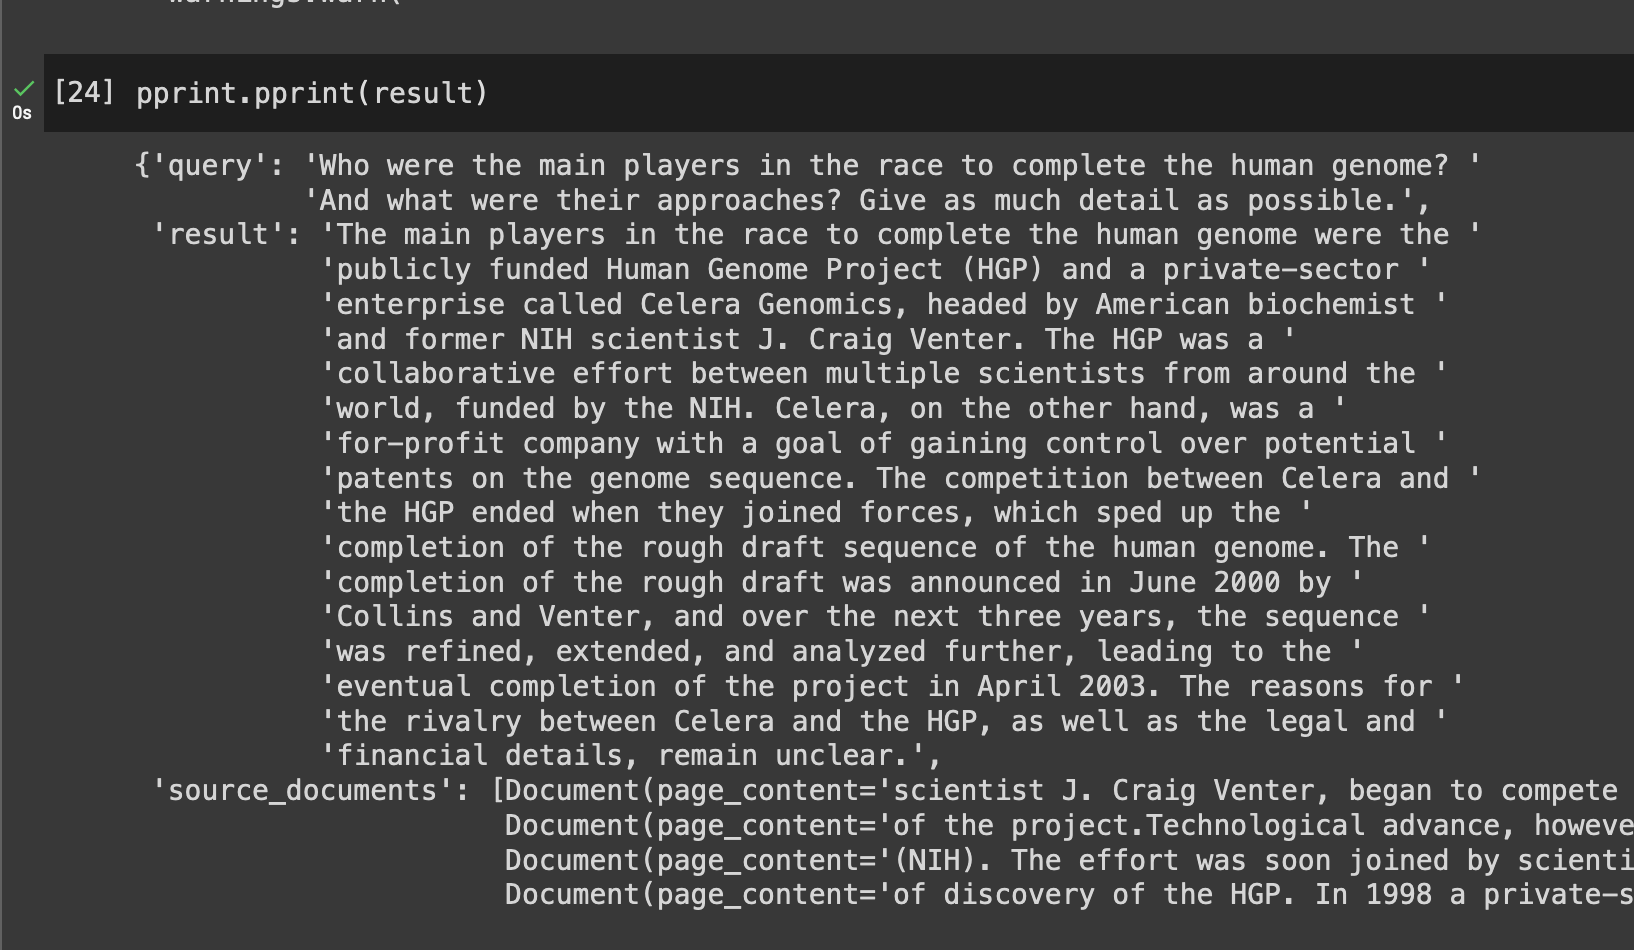 warnings.warn(
[24] pprint.pprint(result)
0s
{'query': 'Who were the main players in the race to complete the human genome? '
'And what were their approaches? Give as much detail as possible.',
'result': 'The main players in the race to complete the human genome were the '
'publicly funded Human Genome Project (HGP) and a private-sector '
'enterprise called Celera Genomics, headed by American biochemist '
'and former NIH scientist J. Craig Venter. The HGP was a '
'collaborative effort between multiple scientists from around the '
'world, funded by the NIH. Celera, on the other hand, was a '
'for-profit company with a goal of gaining control over potential '
'patents on the genome sequence. The competition between Celera and '
'the HGP ended when they joined forces, which sped up the '
'completion of the rough draft sequence of the human genome. The '
'completion of the rough draft was announced in June 2000 by '
'Collins and Venter, and over the next three years, the sequence '
'was refined, extended, and analyzed further, leading to the '
'eventual completion of the project in April 2003. The reasons for '
'the rivalry between Celera and the HGP, as well as the legal and '
'financial details, remain unclear.',
'source_documents': [Document(page_content='scientist J. Craig Venter, began to compete
Document(page_content='of the project.Technological advance, howeve
Document(page_content='(NIH). The effort was soon joined by scienti
Document(page_content='of discovery of the HGP. In 1998 a private-s